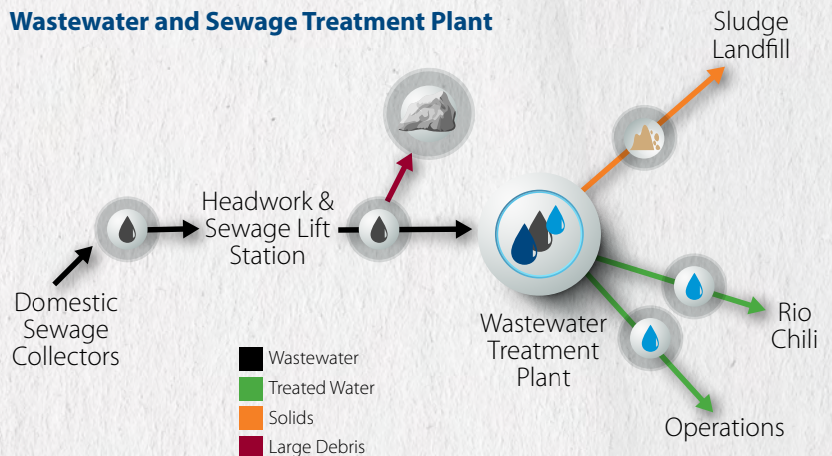 Wastewater and Sewage Treatment Plant
Sludge
Landfill
Headwork &
Sewage Lift
Station
Domestic
Sewage
Collectors
Wastewater
Treatment
Plant
Rio
Chili
Operations
Wastewater
Treated Water
Solids
Large Debris